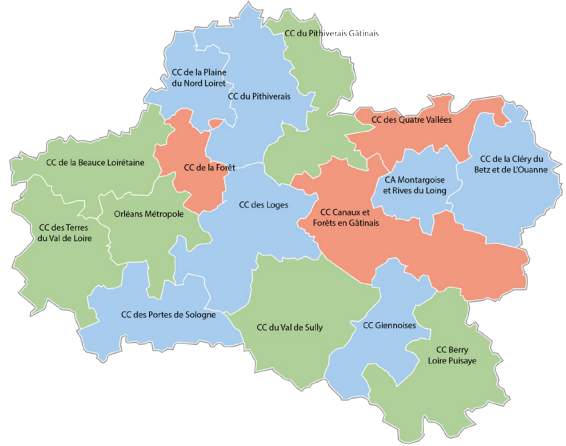 CC du Pithiverais Gâtinais
CC de la Plaine
du Nord Loiret
CC du Pithiverais
CC des Quatre Vallées
CC de la Beauce Loirétaine
CC de la Forêt
CC de la Cléry du
Betz et de L'Ouanne
CA Montargoise
et Rives du Loing
CC des Loges
Orléans Métropole
CC Canaux et
Forêts en Gâtinais
CC des Terres
du Val de Loire
CC des Portes de Sologne
CC du Val de Sully
CC Giennoises
CC Berry
Loire Puisaye